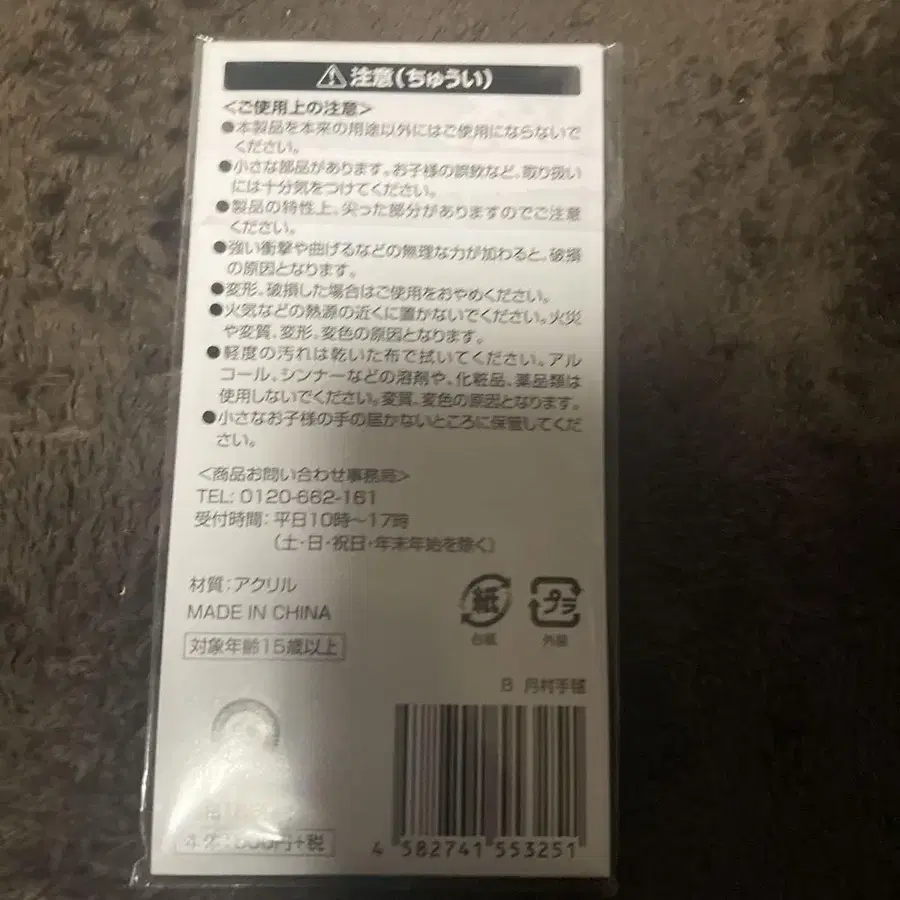 ⚠注意(ちゅうい)
<ご使用上の注意>
●本製品を本来の用途以外にはご使用にならないで
ください。
●小さな部品があります。お子様の誤飲など、取り扱い
には十分気をつけてください。
●製品の特性上、尖った部分がありますのでご注意
ください。
●強い衝撃や曲げるなどの無理な力が加わると、破損
の原因となります。
●変形、破損した場合はご使用をおやめください。
●火気などの熱源の近くに置かないでください。火災
や変質、変形、変色の原因となります。
●軽度の汚れは乾いた布で拭いてください。アル
コール、シンナーなどの溶剤や、化粧品、薬品類は
使用しないでください。変質、変色の原因となります。
●小さなお子様の手の届かないところに保管してくだ
さい。
<商品お問い合わせ事務局>
TEL: 0120-662-161
受付時間：平日10時〜17時
(土・日・祝日・年末年始を除く)
材質：アクリル
MADE IN CHINA
対象年齢15歳以上
紙
台紙
プラ
外装
B 月村手毬
円+税
4 582741 553251